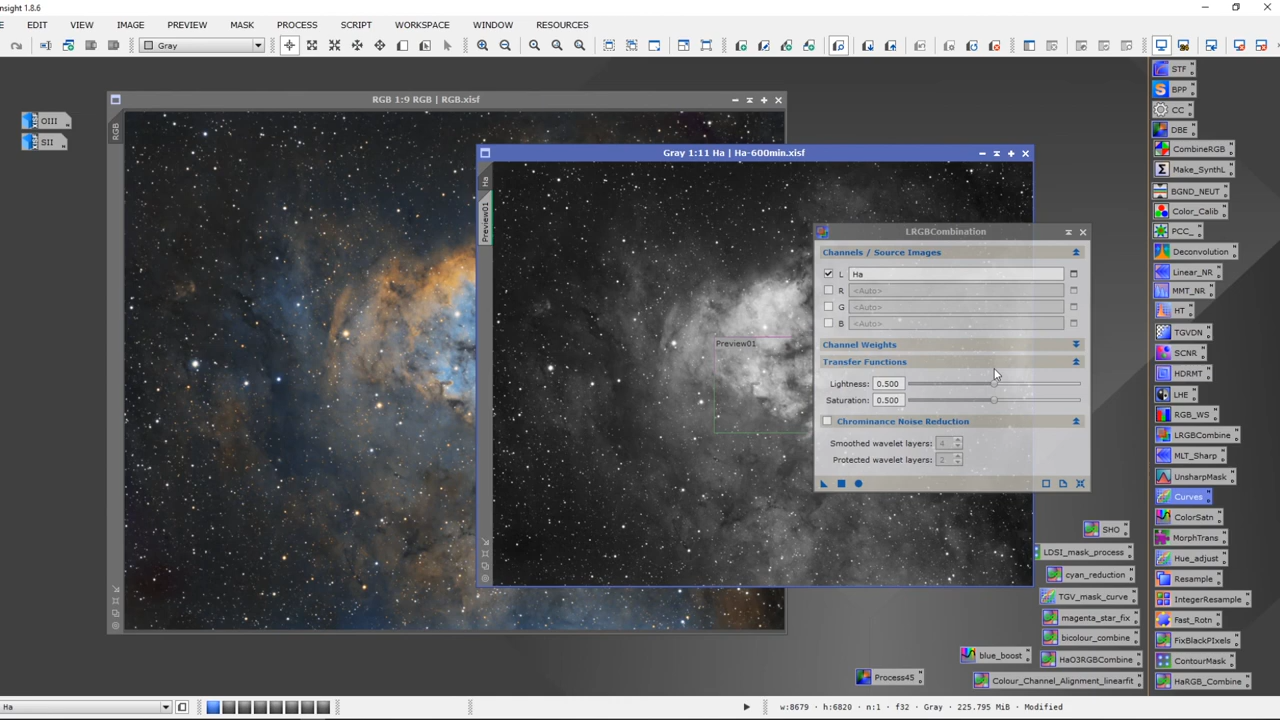 nsight 1.8.6
E EDIT VIEW IMAGE PREVIEW MASK PROCESS SCRIPT WORKSPACE WINDOW RESOURCES
Gray
STF
BPP
CC
DBE
CombineRGB
Make_SynthL
BGND_NEUT
Color_Calib
PCC_
Deconvolution
Linear_NR
MMT_NR
HT
TGVDN
SCNR
HDRMT
LHE
RGB_WS
LRGBCombine
MLT_Sharp
UnsharpMask
Curves
ColorSatn
MorphTrans
Hue_adjust
Resample
IntegerResample
Fast_Rotn
FixBlackPIxels
ContourMask
HaRGB_Combine
OIII
SII
RGB 1:9 RGB | RGB.xisf
RGB
Gray 1:11 Ha | Ha-600min.xisf
Ha
Preview01
Preview01
LRGBCombination
Channels / Source Images
L Ha
R <Auto>
G <Auto>
B <Auto>
Channel Weights
Transfer Functions
Lightness: 0.500
Saturation: 0.500
Chrominance Noise Reduction
Smoothed wavelet layers: 4
Protected wavelet layers: 2
SHO
LDSI_mask_process
cyan_reduction
TGV_mask_curve
magenta_star_fix
bicolour_combine
blue_boost
HaO3RGBCombine
Process45
Colour_Channel_Alignment_linearfit
Ha
w:8679 · h:6820 · n:1 · f32 · Gray · 225.795 MiB · Modified